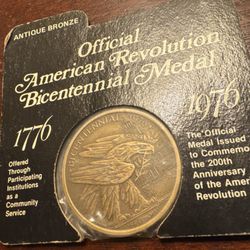 ANTIQUE BRONZE
Official
American Revolution
Bicentennial Medal
1776
1976
Offered
Through
Participating
Institutions
as a
Community
Service
The Official
Medal Issued
to Commemo
the 200th
Anniversary
of the Amer
Revolution